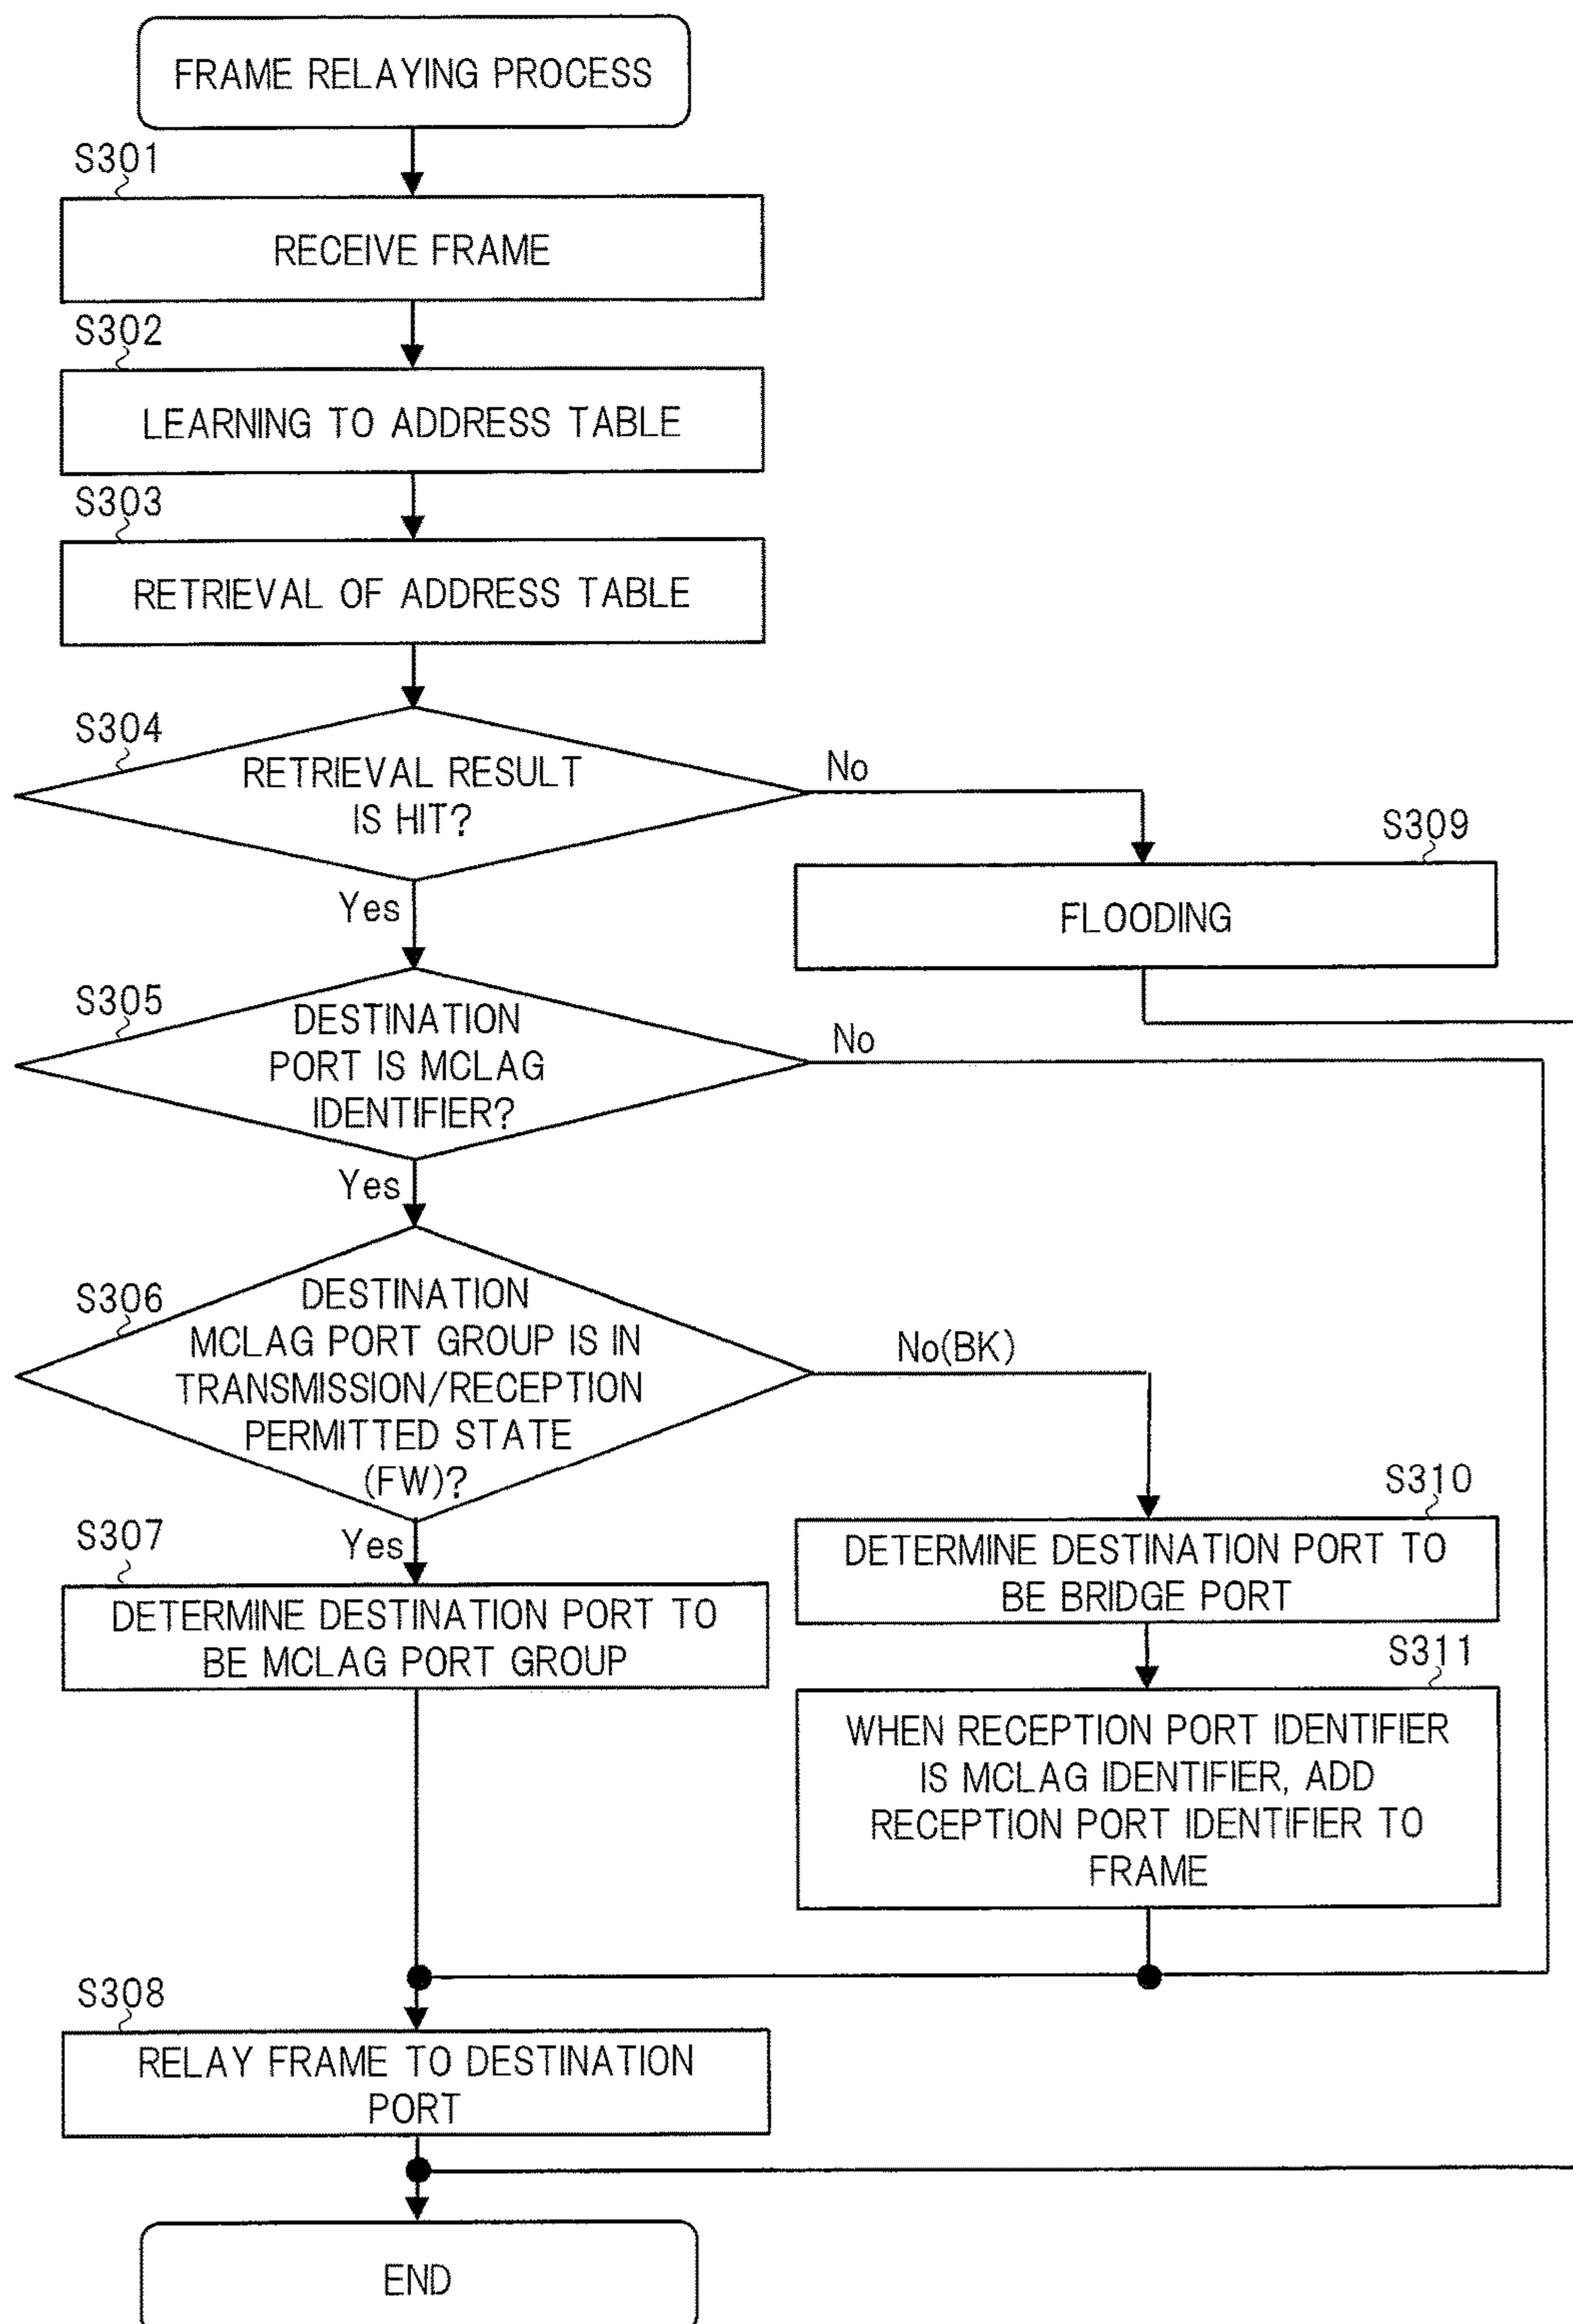 FRAME RELAYING PROCESS
S301
RECEIVE FRAME
S302
LEARNING TO ADDRESS TABLE
S303
RETRIEVAL OF ADDRESS TABLE
S304
RETRIEVAL RESULT
IS HIT?
No
Yes
S309
FLOODING
S305
DESTINATION
PORT IS MCLAG
IDENTIFIER?
No
Yes
S306
DESTINATION
MCLAG PORT GROUP IS IN
TRANSMISSION/RECEPTION
PERMITTED STATE
(FW)?
No(BK)
Yes
S307
DETERMINE DESTINATION PORT TO
BE MCLAG PORT GROUP
S310
DETERMINE DESTINATION PORT TO
BE BRIDGE PORT
S311
WHEN RECEPTION PORT IDENTIFIER
IS MCLAG IDENTIFIER, ADD
RECEPTION PORT IDENTIFIER TO
FRAME
S308
RELAY FRAME TO DESTINATION
PORT
END